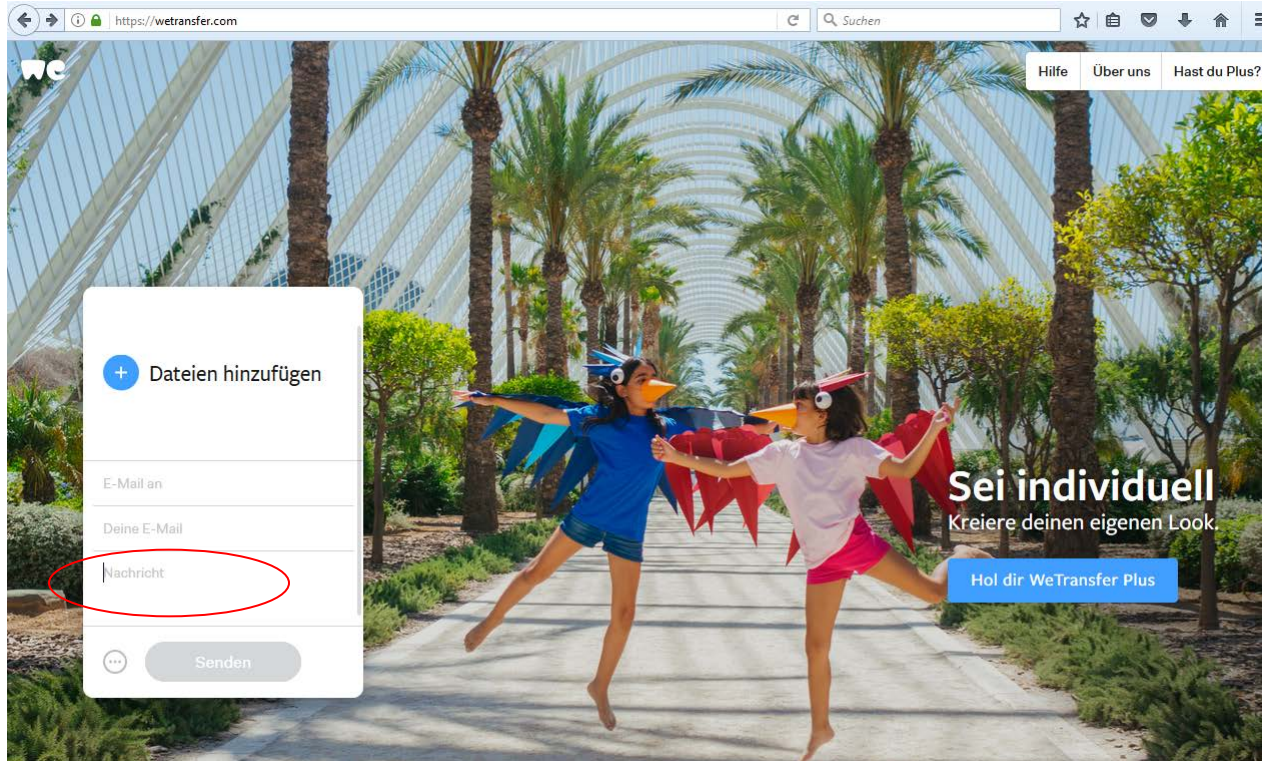 https://wetransfer.com
Suchen
we
Hilfe
Über uns
Hast du Plus?
Dateien hinzufügen
E-Mail an
Deine E-Mail
Nachricht
Senden
Sei individuell
Kreiere deinen eigenen Look.
Hol dir WeTransfer Plus